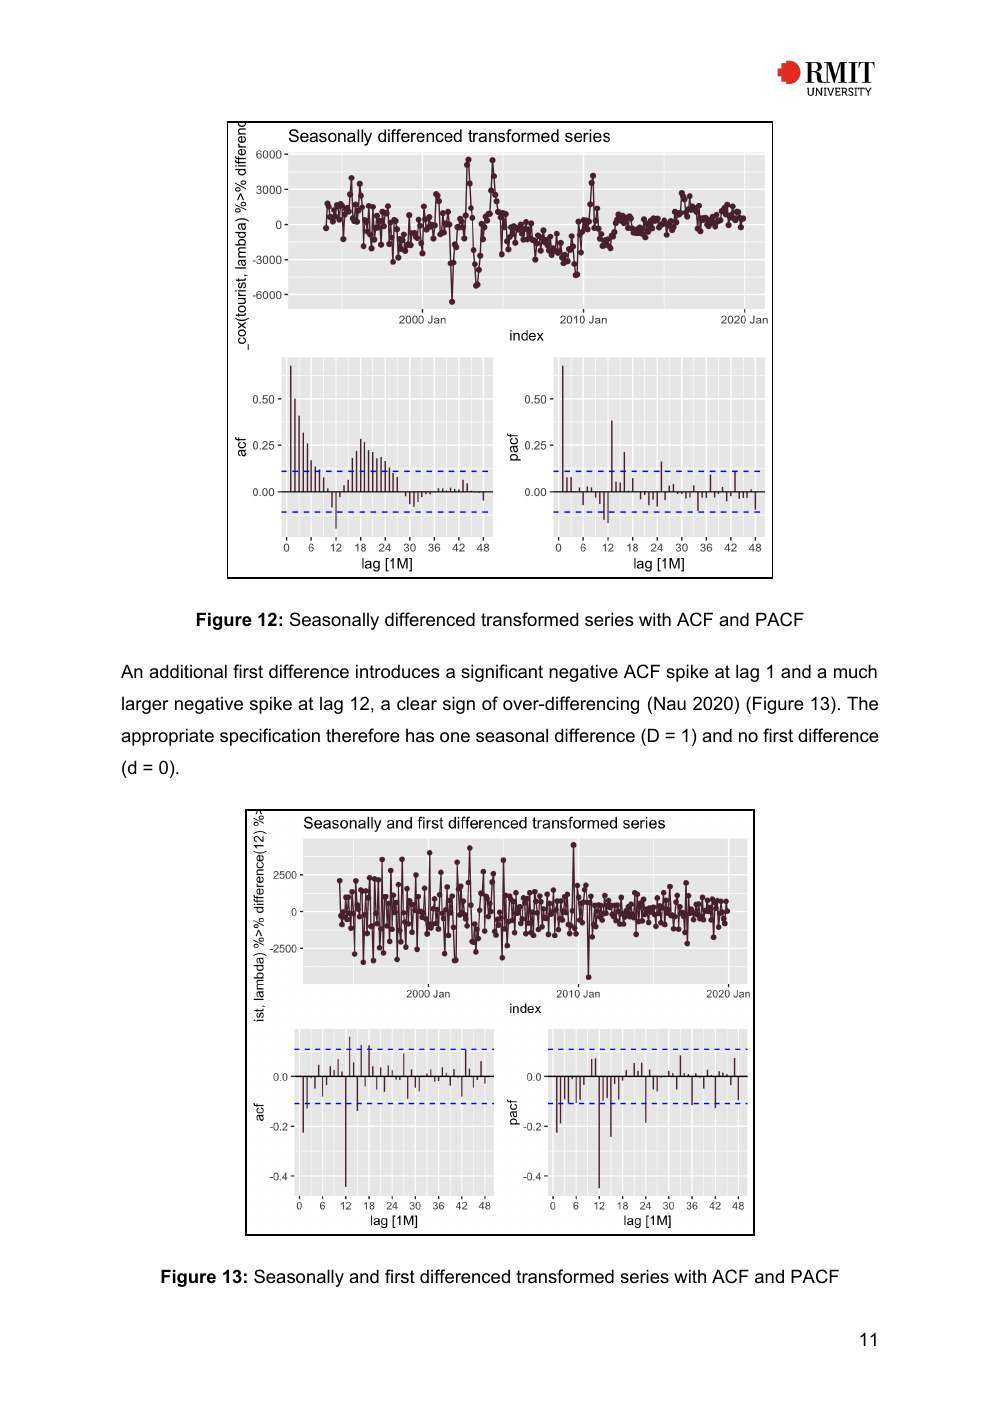 RMIT
UNIVERSITY
Seasonally differenced transformed series
_cox(tourist, lambda) %>% differenc
6000
3000
0
-3000
-6000
2000 Jan 2010 Jan 2020 Jan
index
acf
0.50
0.25
0.00
0 6 12 18 24 30 36 42 48
lag [1M]
pacf
0.50
0.25
0.00
0 6 12 18 24 30 36 42 48
lag [1M]
Figure 12: Seasonally differenced transformed series with ACF and PACF
An additional first difference introduces a significant negative ACF spike at lag 1 and a much
larger negative spike at lag 12, a clear sign of over-differencing (Nau 2020) (Figure 13). The
appropriate specification therefore has one seasonal difference (D = 1) and no first difference
(d = 0).
Seasonally and first differenced transformed series
ist, lambda) %>% difference(12) %>
2500
0
-2500
2000 Jan 2010 Jan 2020 Jan
index
acf
0.0
-0.2
-0.4
0 6 12 18 24 30 36 42 48
lag [1M]
pacf
0.0
-0.2
-0.4
0 6 12 18 24 30 36 42 48
lag [1M]
Figure 13: Seasonally and first differenced transformed series with ACF and PACF
11